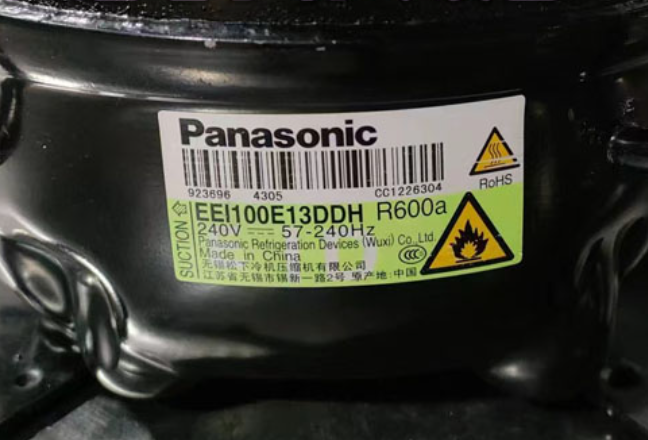 Panasonic
923696 4305 CC1226304
RoHS
SUCTION
EEI100E13DDH R600a
240V 57-240Hz
Panasonic Refrigeration Devices (Wuxi) Co.,Ltd.
Made in China
CCC
无锡松下冷机压缩机有限公司
江苏省无锡市锡新一路2号 原产地:中国